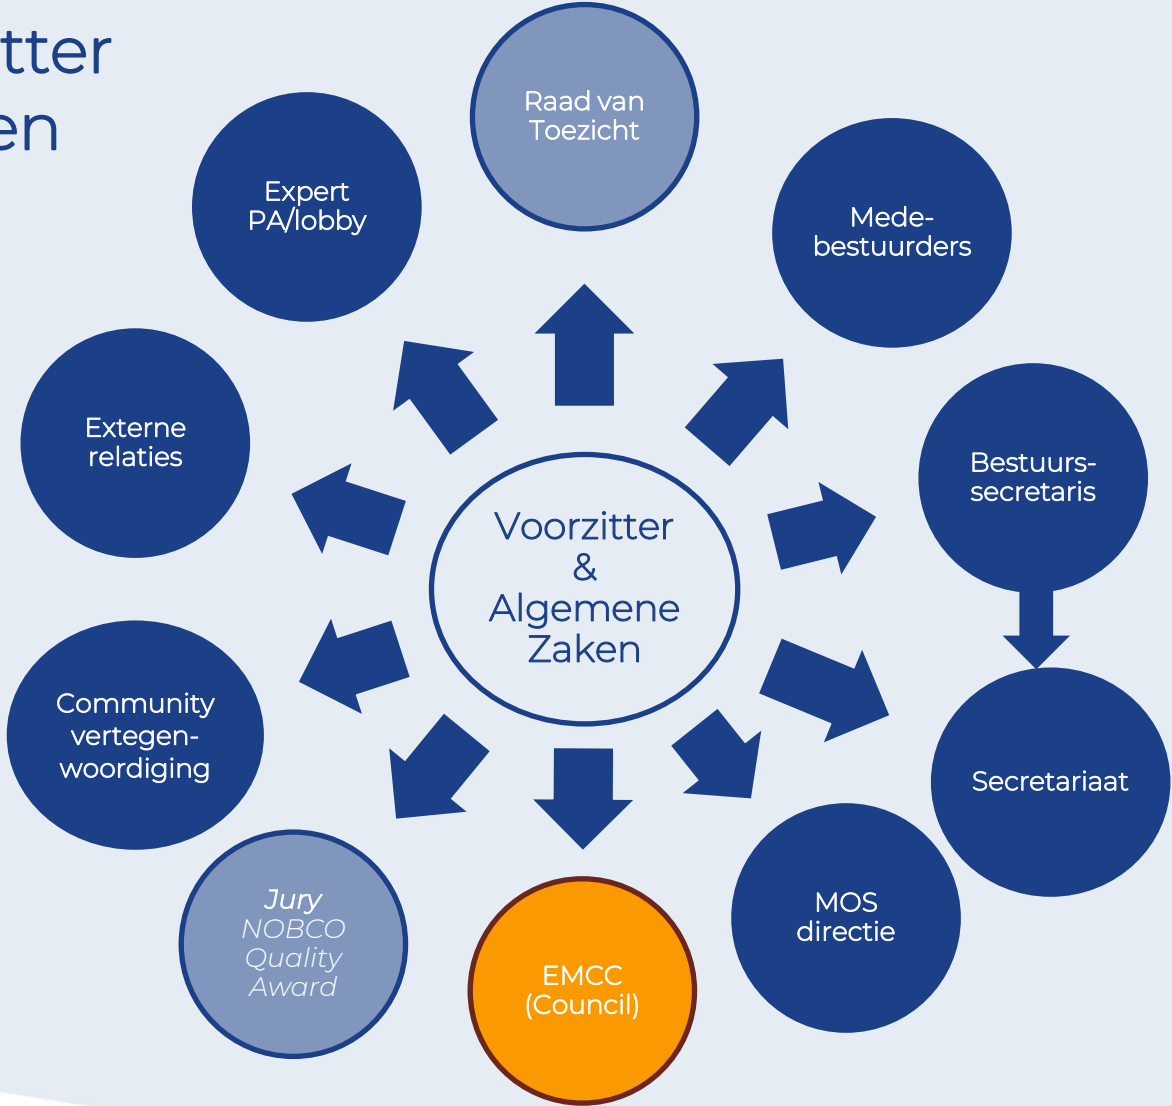 tter
en
Raad van
Toezicht
Expert
PA/lobby
Mede-
bestuurders
Externe
relaties
Bestuurs-
secretaris
Voorzitter
&
Algemene
Zaken
Community
vertegen-
woordiging
Secretariaat
Jury
NOBCO
Quality
Award
MOS
directie
EMCC
(Council)